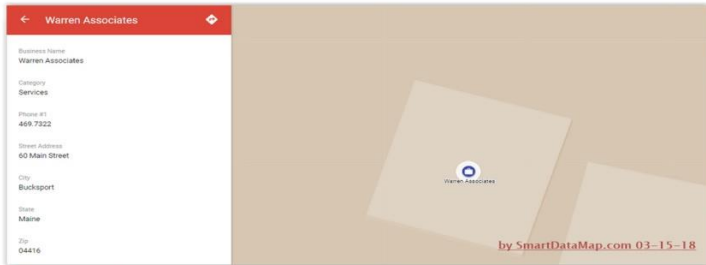 Warren Associates
Business Name
Warren Associates
Category
Services
Phone #1
469.7322
Street Address
60 Main Street
City
Bucksport
State
Maine
Zip
04416
Warren Associates
by SmartDataMap.com 03-15-18